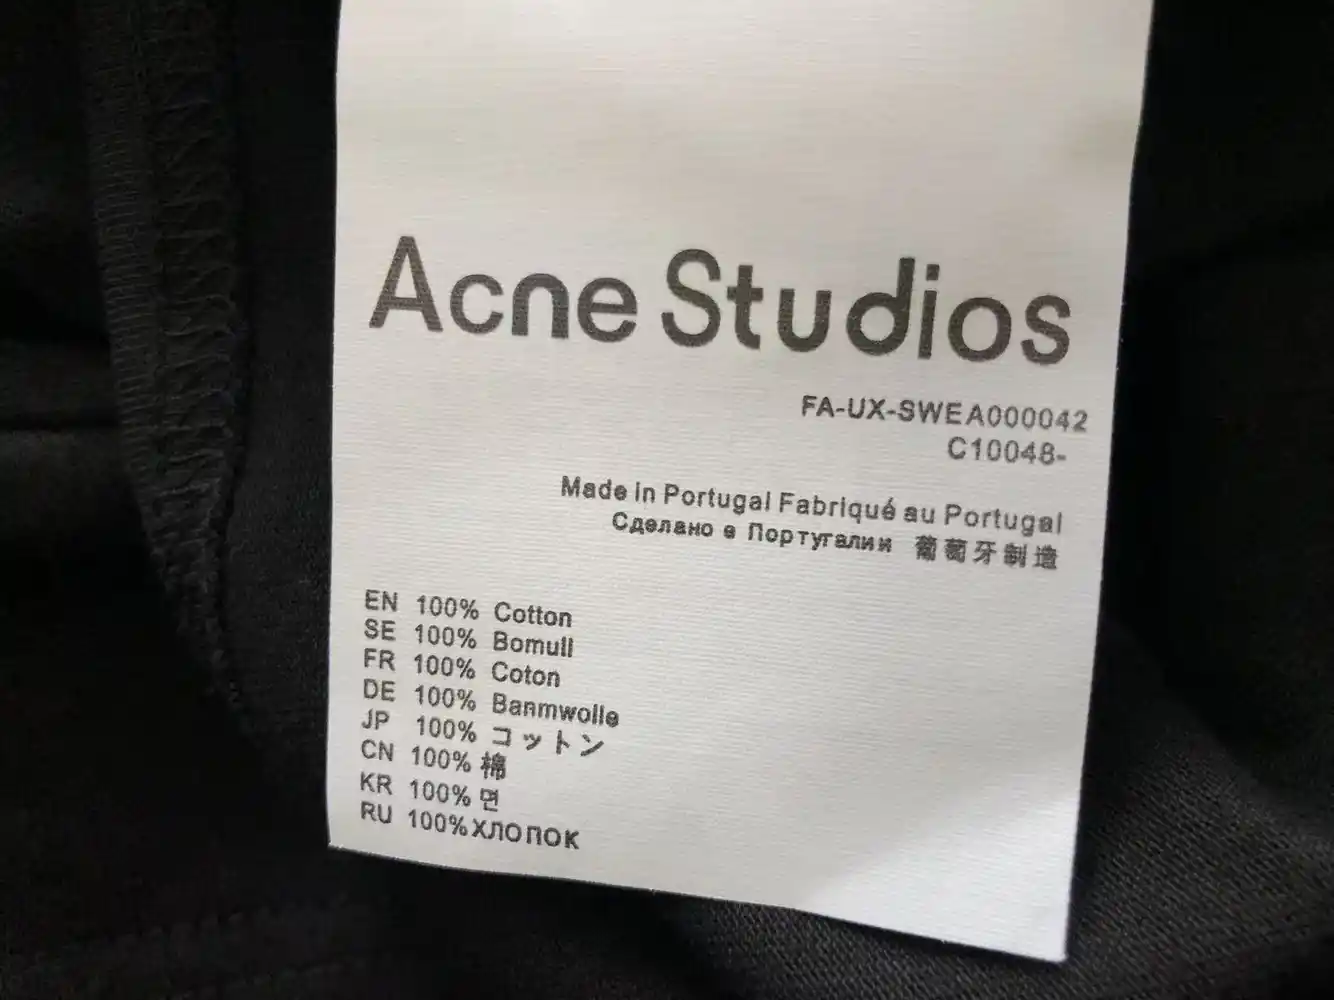 Acne Studios
FA-UX-SWEA000042
C10048-
Made in Portugal Fabriqué au Portugal
Сделано в Португалии 葡萄牙制造
EN 100% Cotton
SE 100% Bomull
FR 100% Coton
DE 100% Banmwolle
JP 100% コットン
CN 100% 棉
KR 100% 면
RU 100% ХЛОПОК